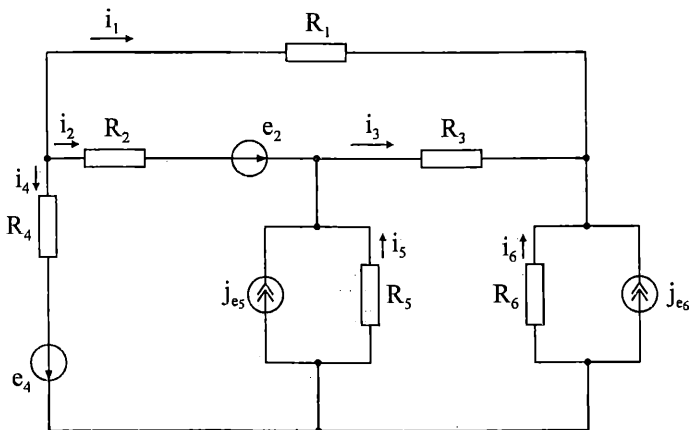 i₁ R₁
i₂ R₂ e₂ i₃ R₃
i₄ R₄
jₑ₅ i₅ R₅
i₆ R₆ jₑ₆
e₄